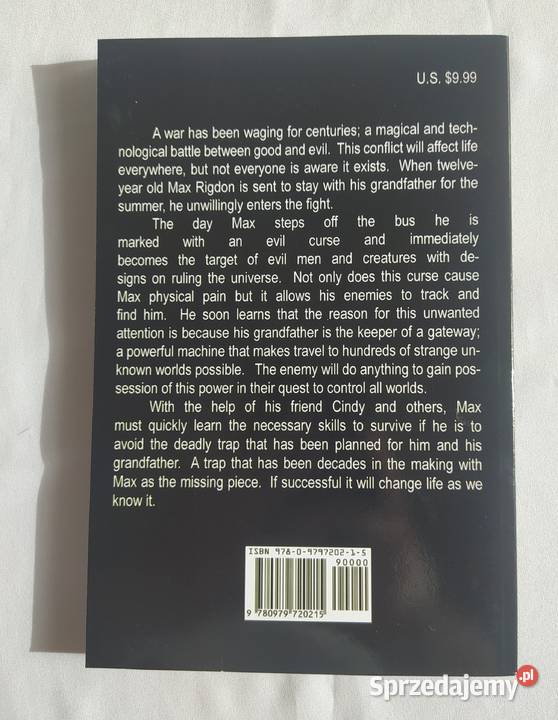 U.S. $9.99
A war has been waging for centuries; a magical and tech-
nological battle between good and evil. This conflict will affect life
everywhere, but not everyone is aware it exists. When twelve-
year old Max Rigdon is sent to stay with his grandfather for the
summer, he unwillingly enters the fight.
The day Max steps off the bus he is
marked with an evil curse and immediately
becomes the target of evil men and creatures with de-
signs on ruling the universe. Not only does this curse cause
Max physical pain but it allows his enemies to track and
find him. He soon learns that the reason for this unwanted
attention is because his grandfather is the keeper of a gateway;
a powerful machine that makes travel to hundreds of strange un-
known worlds possible. The enemy will do anything to gain pos-
session of this power in their quest to control all worlds.
With the help of his friend Cindy and others, Max
must quickly learn the necessary skills to survive if he is to
avoid the deadly trap that has been planned for him and his
grandfather. A trap that has been decades in the making with
Max as the missing piece. If successful it will change life as we
know it.
ISBN 978-0-9797202-1-5
90000
9 780979 720215
Sprzedajemy.pl